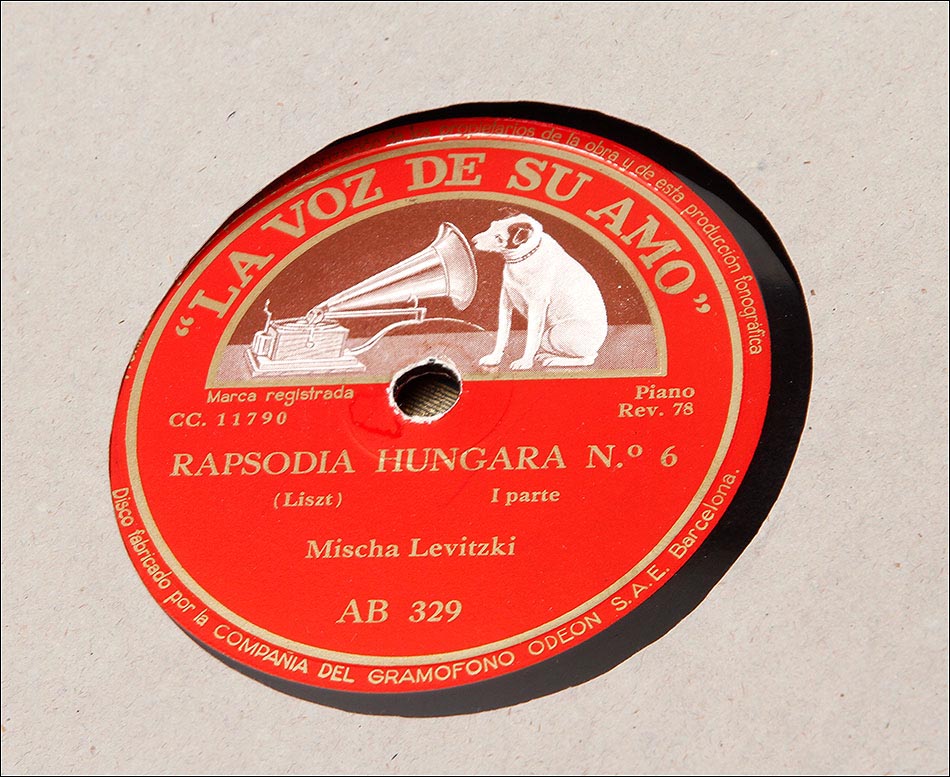 propietarios de la obra y de esta producción fonográfica
“LA VOZ DE SU AMO”
Marca registrada
Piano
CC. 11790
Rev. 78
RAPSODIA HUNGARA N.º 6
(Liszt)
I parte
Mischa Levitzki
AB 329
Disco fabricado por la COMPAÑIA DEL GRAMOFONO ODEON S. A. E. Barcelona.